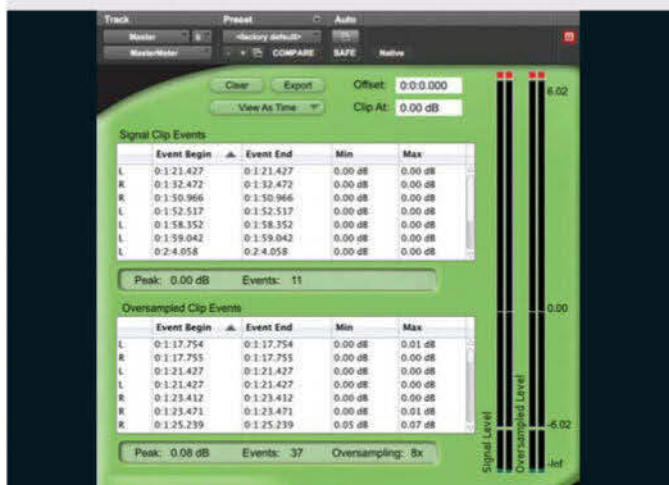 Track Preset Auto
Master <factory default>
MasterMeter - + COMPARE SAFE Native
Clear Export Offset: 0:0:0.000
View As Time Clip At: 0.00 dB
6.02
Signal Clip Events
Event Begin Event End Min Max
L 0:1:21.427 0:1:21.427 0.00 dB 0.00 dB
R 0:1:32.472 0:1:32.472 0.00 dB 0.00 dB
R 0:1:50.966 0:1:50.966 0.00 dB 0.00 dB
L 0:1:52.517 0:1:52.517 0.00 dB 0.00 dB
L 0:1:58.352 0:1:58.352 0.00 dB 0.00 dB
L 0:1:59.042 0:1:59.042 0.00 dB 0.00 dB
L 0:2:4.058 0:2:4.058 0.00 dB 0.00 dB
Peak: 0.00 dB Events: 11
Oversampled Clip Events
0.00
Event Begin Event End Min Max
L 0:1:17.754 0:1:17.754 0.00 dB 0.01 dB
R 0:1:17.755 0:1:17.755 0.00 dB 0.00 dB
L 0:1:21.427 0:1:21.427 0.00 dB 0.00 dB
L 0:1:21.427 0:1:21.427 0.00 dB 0.00 dB
R 0:1:23.412 0:1:23.412 0.00 dB 0.00 dB
R 0:1:23.471 0:1:23.471 0.00 dB 0.01 dB
R 0:1:25.239 0:1:25.239 0.05 dB 0.07 dB
Peak: 0.08 dB Events: 37 Oversampling: 8x
Signal Level
Oversampled Level
-6.02
-Inf